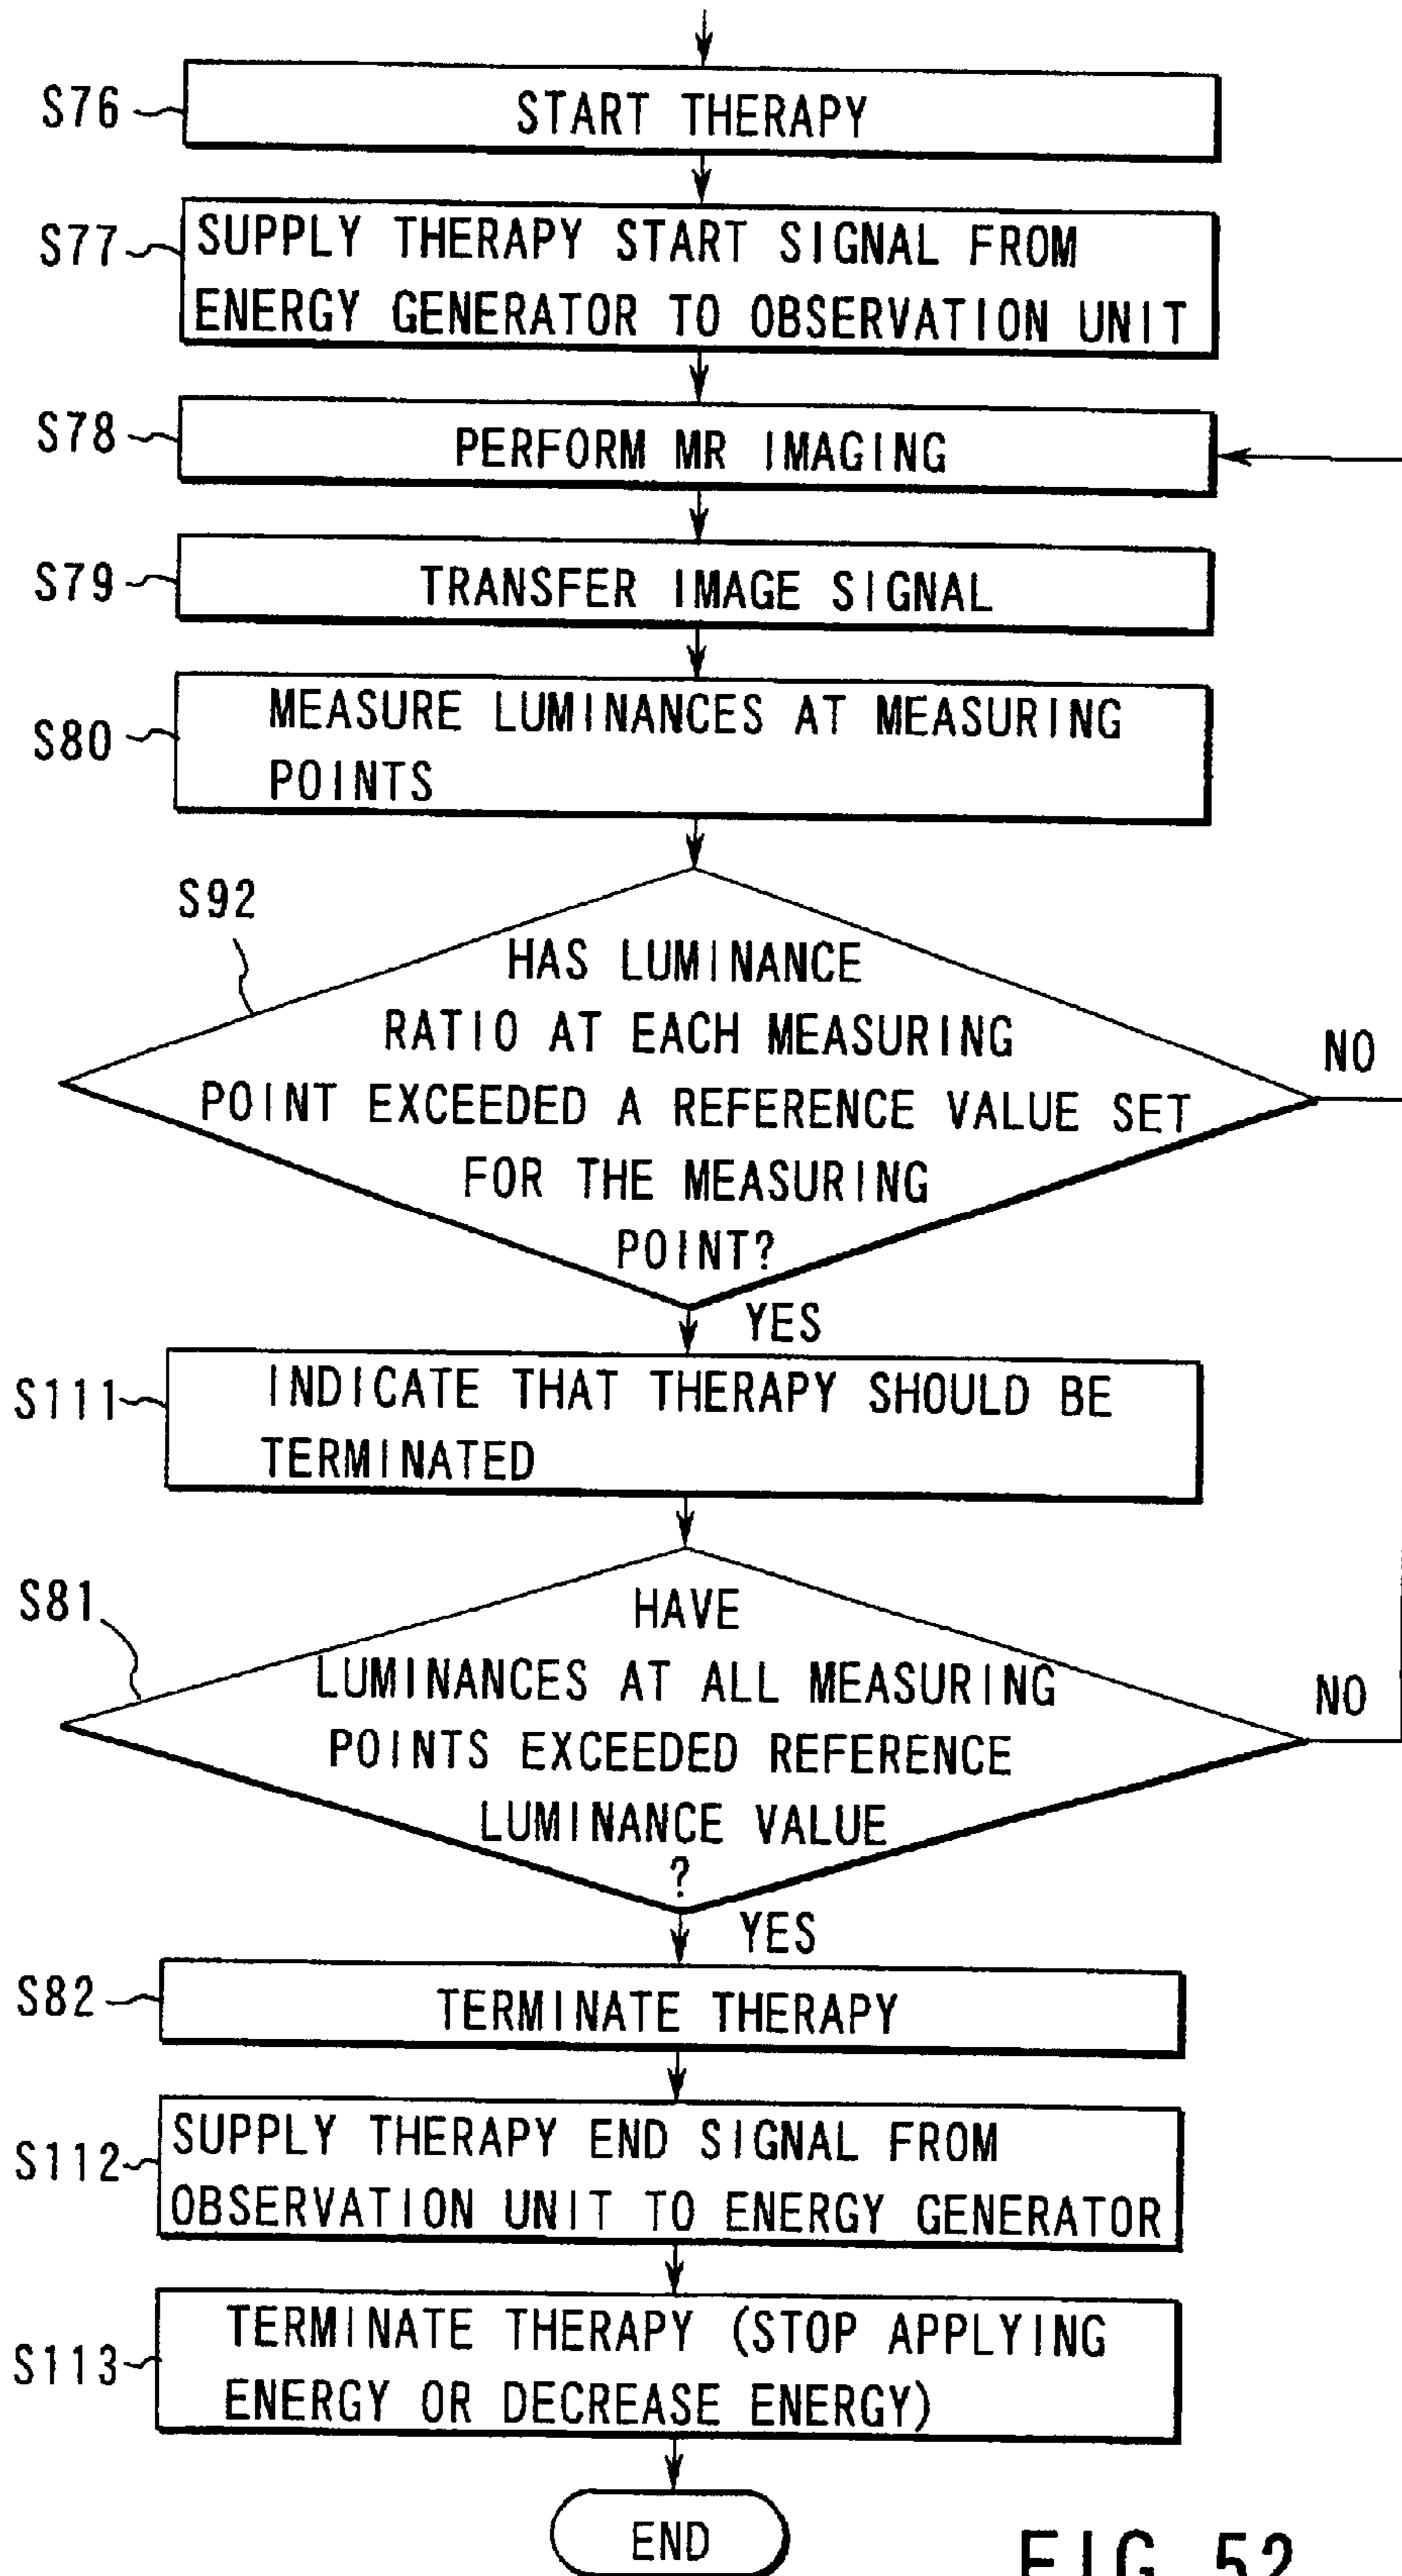 S76
START THERAPY
S77
SUPPLY THERAPY START SIGNAL FROM
ENERGY GENERATOR TO OBSERVATION UNIT
S78
PERFORM MR IMAGING
S79
TRANSFER IMAGE SIGNAL
S80
MEASURE LUMINANCES AT MEASURING
POINTS
S92
HAS LUMINANCE
RATIO AT EACH MEASURING
POINT EXCEEDED A REFERENCE VALUE SET
FOR THE MEASURING
POINT?
NO
YES
S111
INDICATE THAT THERAPY SHOULD BE
TERMINATED
S81
HAVE
LUMINANCES AT ALL MEASURING
POINTS EXCEEDED REFERENCE
LUMINANCE VALUE
?
NO
YES
S82
TERMINATE THERAPY
S112
SUPPLY THERAPY END SIGNAL FROM
OBSERVATION UNIT TO ENERGY GENERATOR
S113
TERMINATE THERAPY (STOP APPLYING
ENERGY OR DECREASE ENERGY)
END
FIG. 52